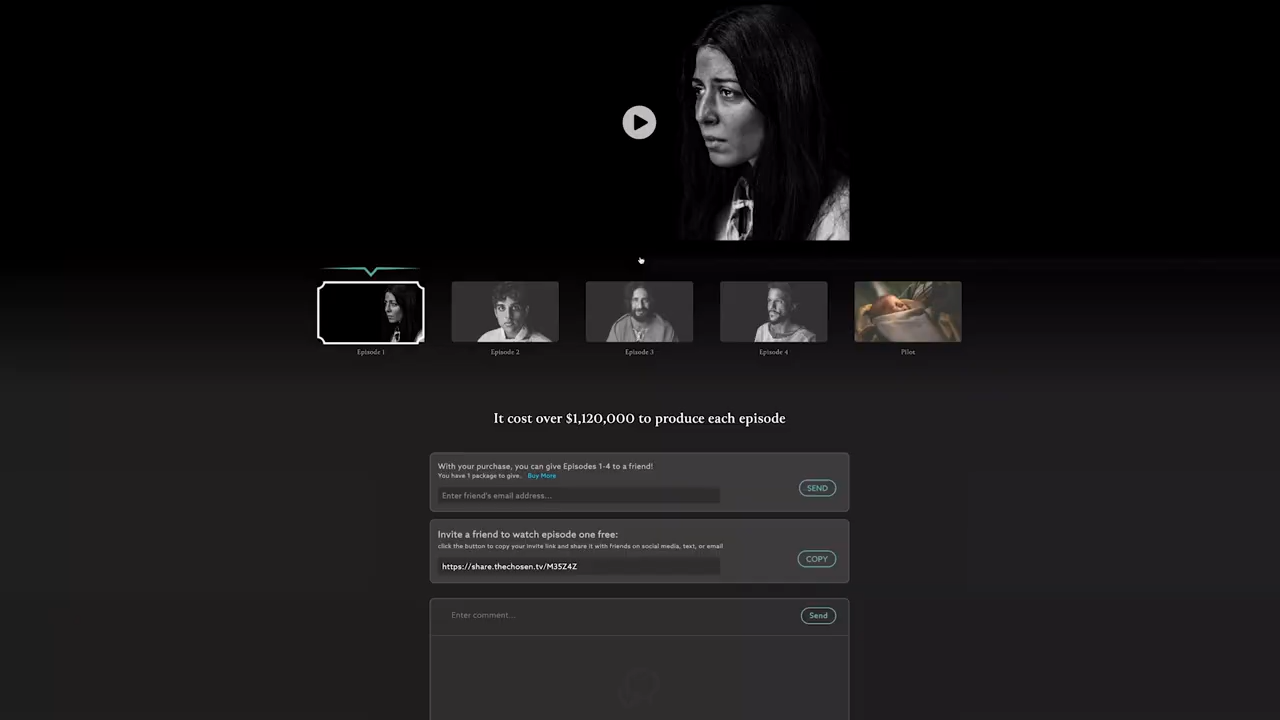 Episode 1
Episode 2
Episode 3
Episode 4
Pilot
It cost over $1,120,000 to produce each episode
With your purchase, you can give Episodes 1-4 to a friend!
You have 1 package to give. Buy More
Enter friend's email address...
SEND
Invite a friend to watch episode one free:
click the button to copy your invite link and share it with friends on social media, text, or email
https://share.thechosen.tv/M35Z4Z
COPY
Enter comment...
Send